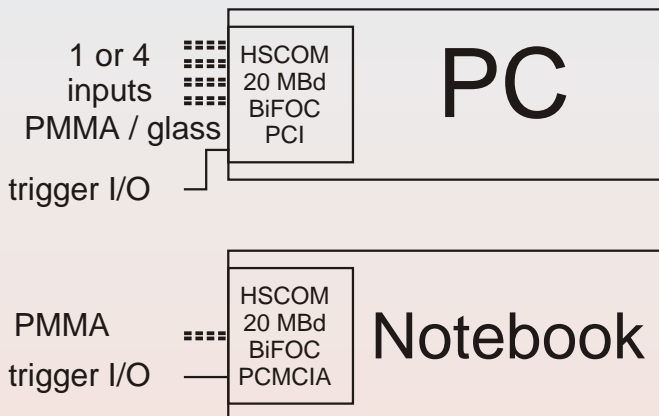 1 or 4
inputs
PMMA / glass
trigger I/O
HSCOM
20 MBd
BiFOC
PCI
PC
PMMA
trigger I/O
HSCOM
20 MBd
BiFOC
PCMCIA
Notebook